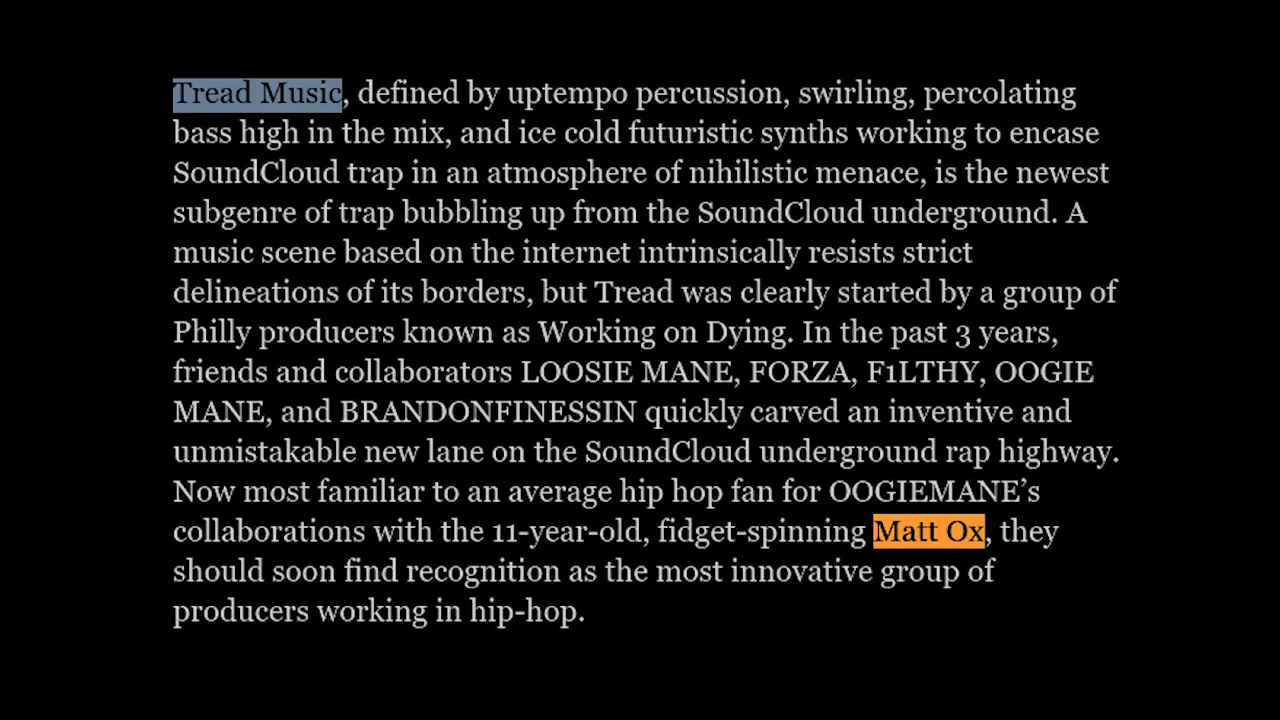 Tread Music, defined by uptempo percussion, swirling, percolating
bass high in the mix, and ice cold futuristic synths working to encase
SoundCloud trap in an atmosphere of nihilistic menace, is the newest
subgenre of trap bubbling up from the SoundCloud underground. A
music scene based on the internet intrinsically resists strict
delineations of its borders, but Tread was clearly started by a group of
Philly producers known as Working on Dying. In the past 3 years,
friends and collaborators LOOSIE MANE, FORZA, F1LTHY, OOGIE
MANE, and BRANDONFINESSIN quickly carved an inventive and
unmistakable new lane on the SoundCloud underground rap highway.
Now most familiar to an average hip hop fan for OOGIEMANE’s
collaborations with the 11-year-old, fidget-spinning Matt Ox, they
should soon find recognition as the most innovative group of
producers working in hip-hop.